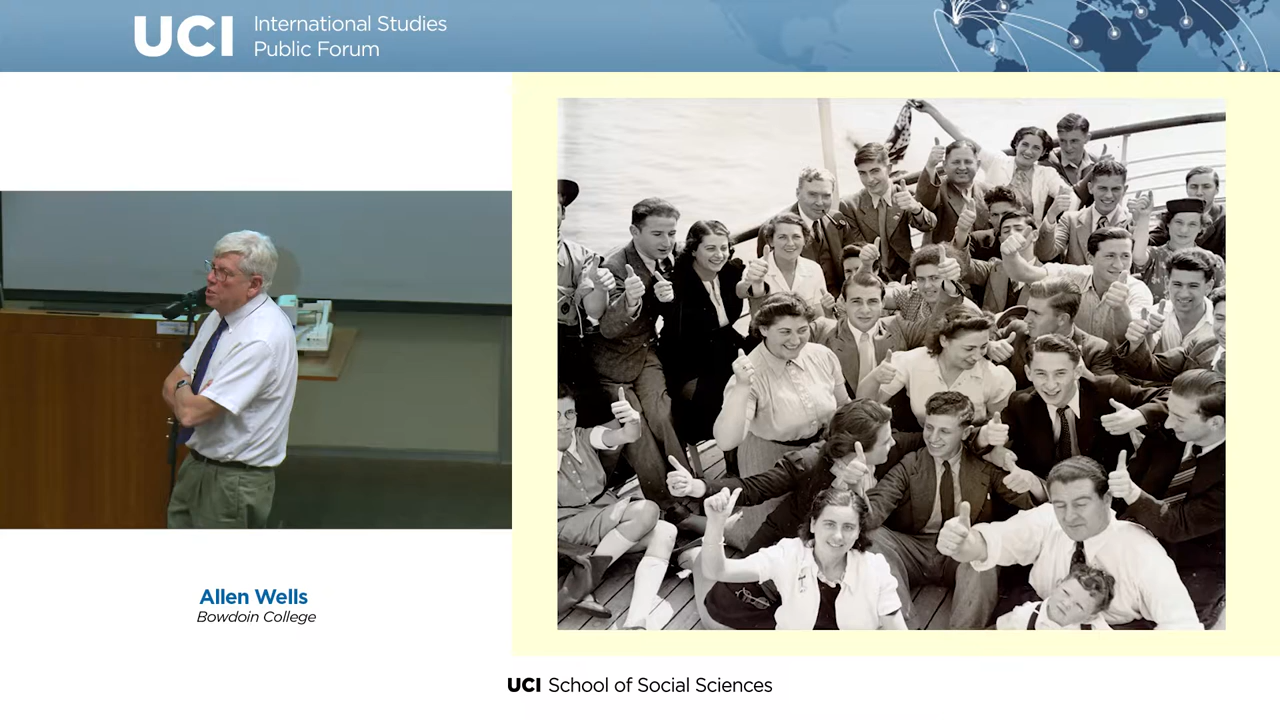 UCI
International Studies
Public Forum
Allen Wells
Bowdoin College
UCI School of Social Sciences